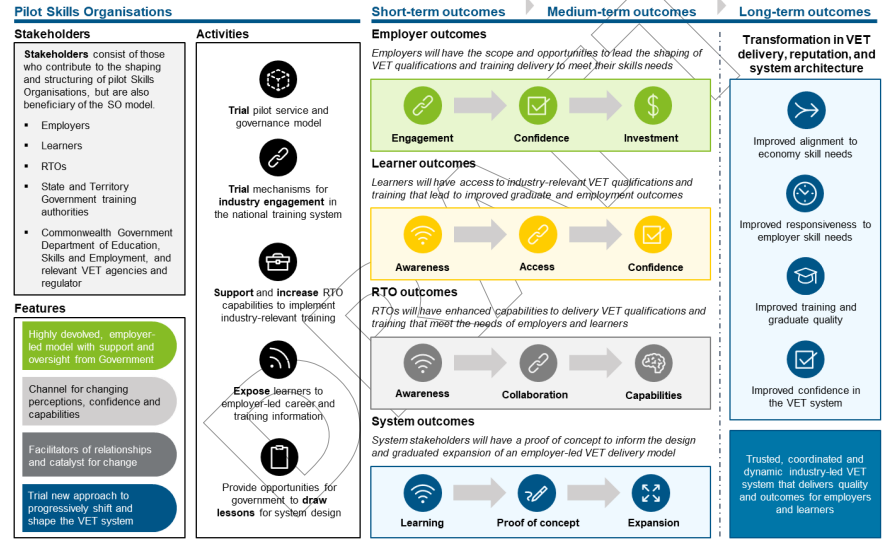 Pilot Skills Organisations
Short-term outcomes
Medium-term outcomes
Long-term outcomes
Stakeholders
Stakeholders consist of those
who contribute to the shaping
and structuring of pilot Skills
Organisations, but are also
beneficiary of the SO model.
▪ Employers
▪ Learners
▪ RTOs
▪ State and Territory
Government training
authorities
▪ Commonwealth Government
Department of Education,
Skills and Employment, and
relevant VET agencies and
regulator
Features
Highly devolved, employer-
led model with support and
oversight from Government
Channel for changing
perceptions, confidence and
capabilities
Facilitators of relationships
and catalyst for change
Trial new approach to
progressively shift and
shape the VET system
Activities
Trial pilot service and
governance model
Trial mechanisms for
industry engagement in
the national training system
Support and increase RTO
capabilities to implement
industry-relevant training
Expose learners to
employer-led career and
training information
Provide opportunities for
government to draw
lessons for system design
Employer outcomes
Employers will have the scope and opportunities to lead the shaping of
VET qualifications and training delivery to meet their skills needs
Engagement
Confidence
Investment
Learner outcomes
Learners will have access to industry-relevant VET qualifications and
training that lead to improved graduate and employment outcomes
Awareness
Access
Confidence
RTO outcomes
RTOs will have enhanced capabilities to delivery VET qualifications and
training that meet the needs of employers and learners
Awareness
Collaboration
Capabilities
System outcomes
System stakeholders will have a proof of concept to inform the design
and graduated expansion of an employer-led VET delivery model
Learning
Proof of concept
Expansion
Transformation in VET
delivery, reputation, and
system architecture
Improved alignment to
economy skill needs
Improved responsiveness to
employer skill needs
Improved training and
graduate quality
Improved confidence in
the VET system
Trusted, coordinated and
dynamic industry-led VET
system that delivers quality
and outcomes for employers
and learners